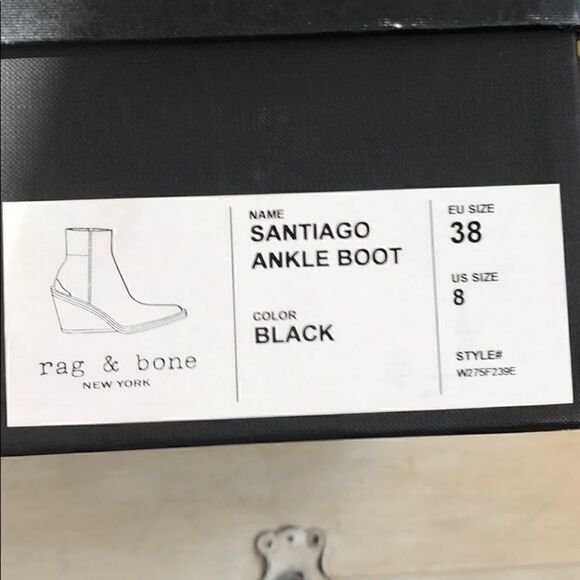 rag & bone
NEW YORK
NAME
SANTIAGO
ANKLE BOOT
COLOR
BLACK
EU SIZE
38
US SIZE
8
STYLE#
W275F239E